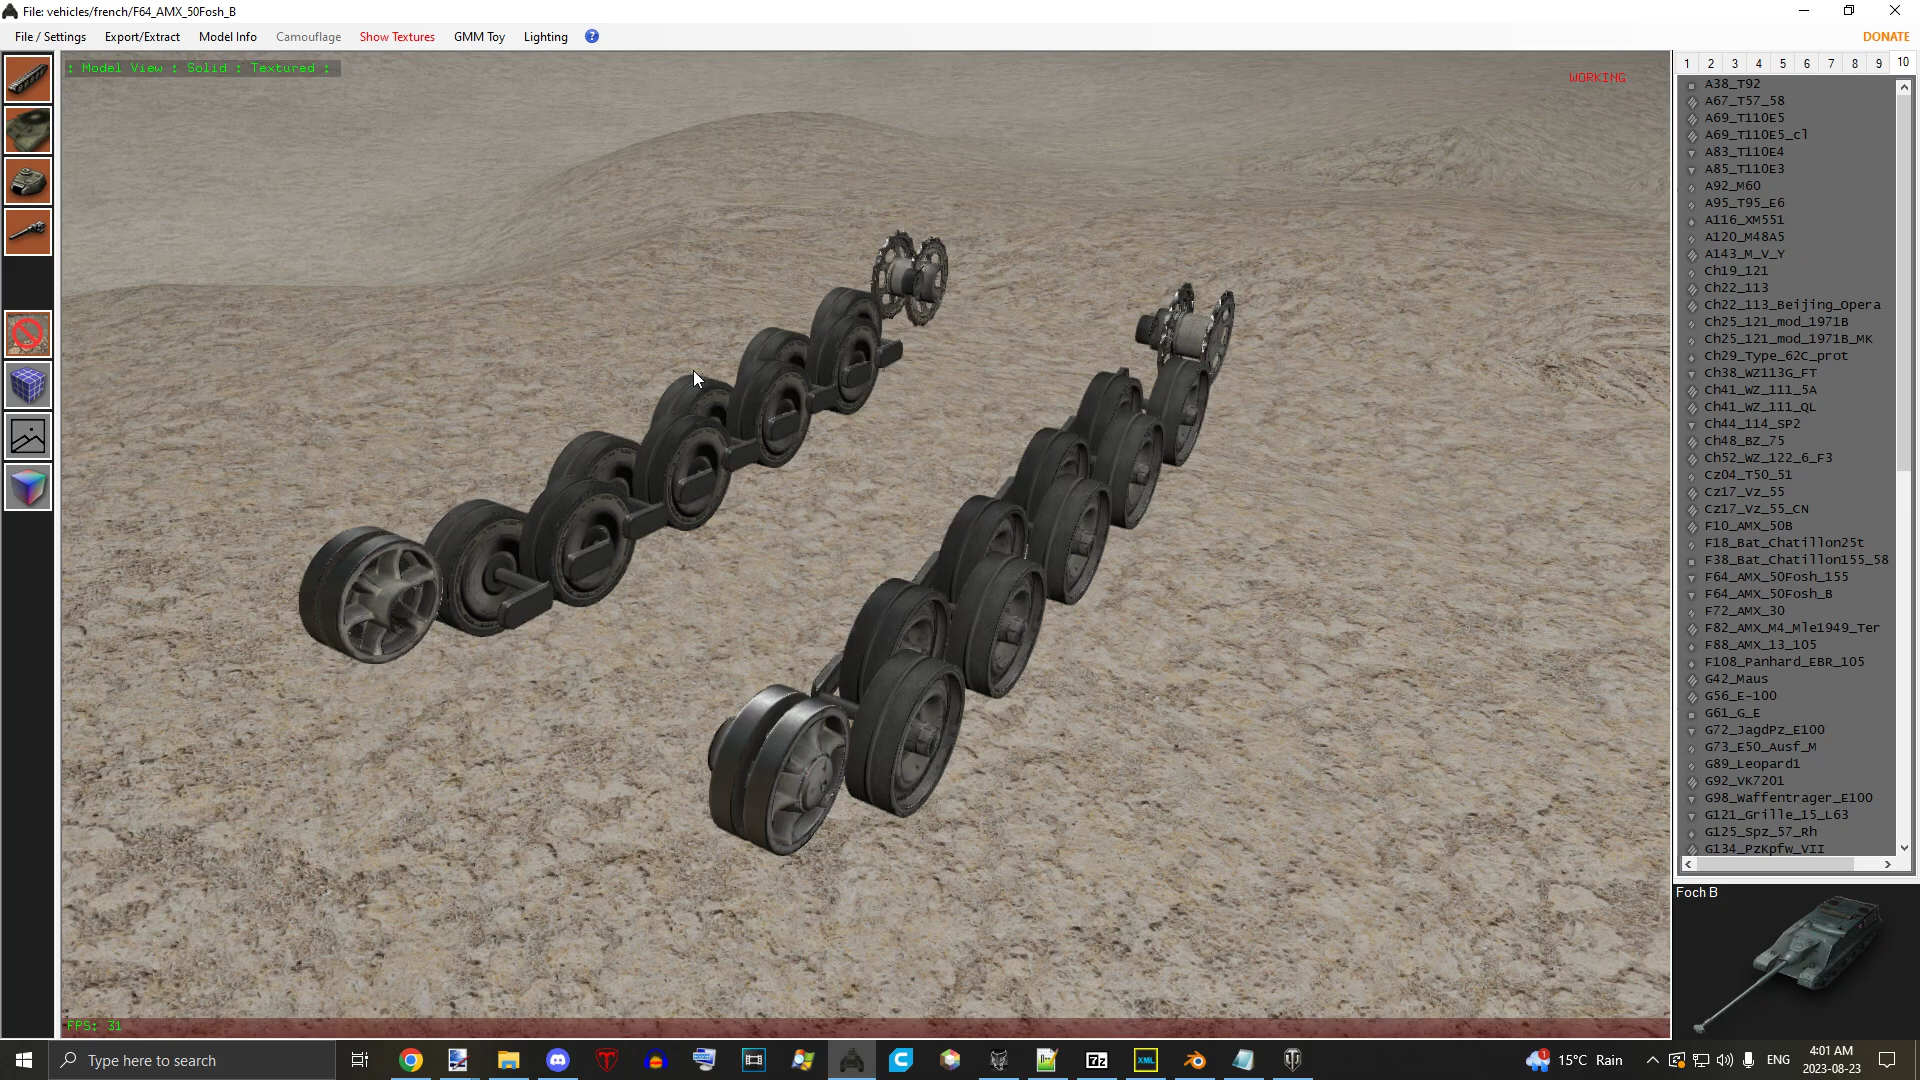 File: vehicles/french/F64_AMX_50Fosh_B
File / Settings Export/Extract Model Info Camouflage Show Textures GMM Toy Lighting ? DONATE
: Model View : Solid : Textured :
WORKING
1 2 3 4 5 6 7 8 9 10
A38_T92
A67_T57_58
A69_T110E5
A69_T110E5_cl
A83_T110E4
A85_T110E3
A92_M60
A95_T95_E6
A116_XM551
A120_M48A5
A143_M_V_Y
Ch19_121
Ch22_113
Ch22_113_Beijing_Opera
Ch25_121_mod_1971B
Ch25_121_mod_1971B_MK
Ch29_Type_62C_prot
Ch38_WZ113G_FT
Ch41_WZ_111_5A
Ch41_WZ_111_QL
Ch44_114_SP2
Ch48_BZ_75
Ch52_WZ_122_6_F3
Cz04_T50_51
Cz17_Vz_55
Cz17_Vz_55_CN
F10_AMX_50B
F18_Bat_Chatillon25t
F38_Bat_Chatillon155_58
F64_AMX_50Fosh_155
F64_AMX_50Fosh_B
F72_AMX_30
F82_AMX_M4_Mle1949_Ter
F88_AMX_13_105
F108_Panhard_EBR_105
G42_Maus
G56_E-100
G61_G_E
G72_JagdPz_E100
G73_E50_Ausf_M
G89_Leopard1
G92_VK7201
G98_Waffentrager_E100
G121_Grille_15_L63
G125_Spz_57_Rh
G134_PzKpfw_VII
Foch B
FPS: 31
Type here to search
7z
XML
1
15°C Rain
ENG
4:01 AM
2023-08-23